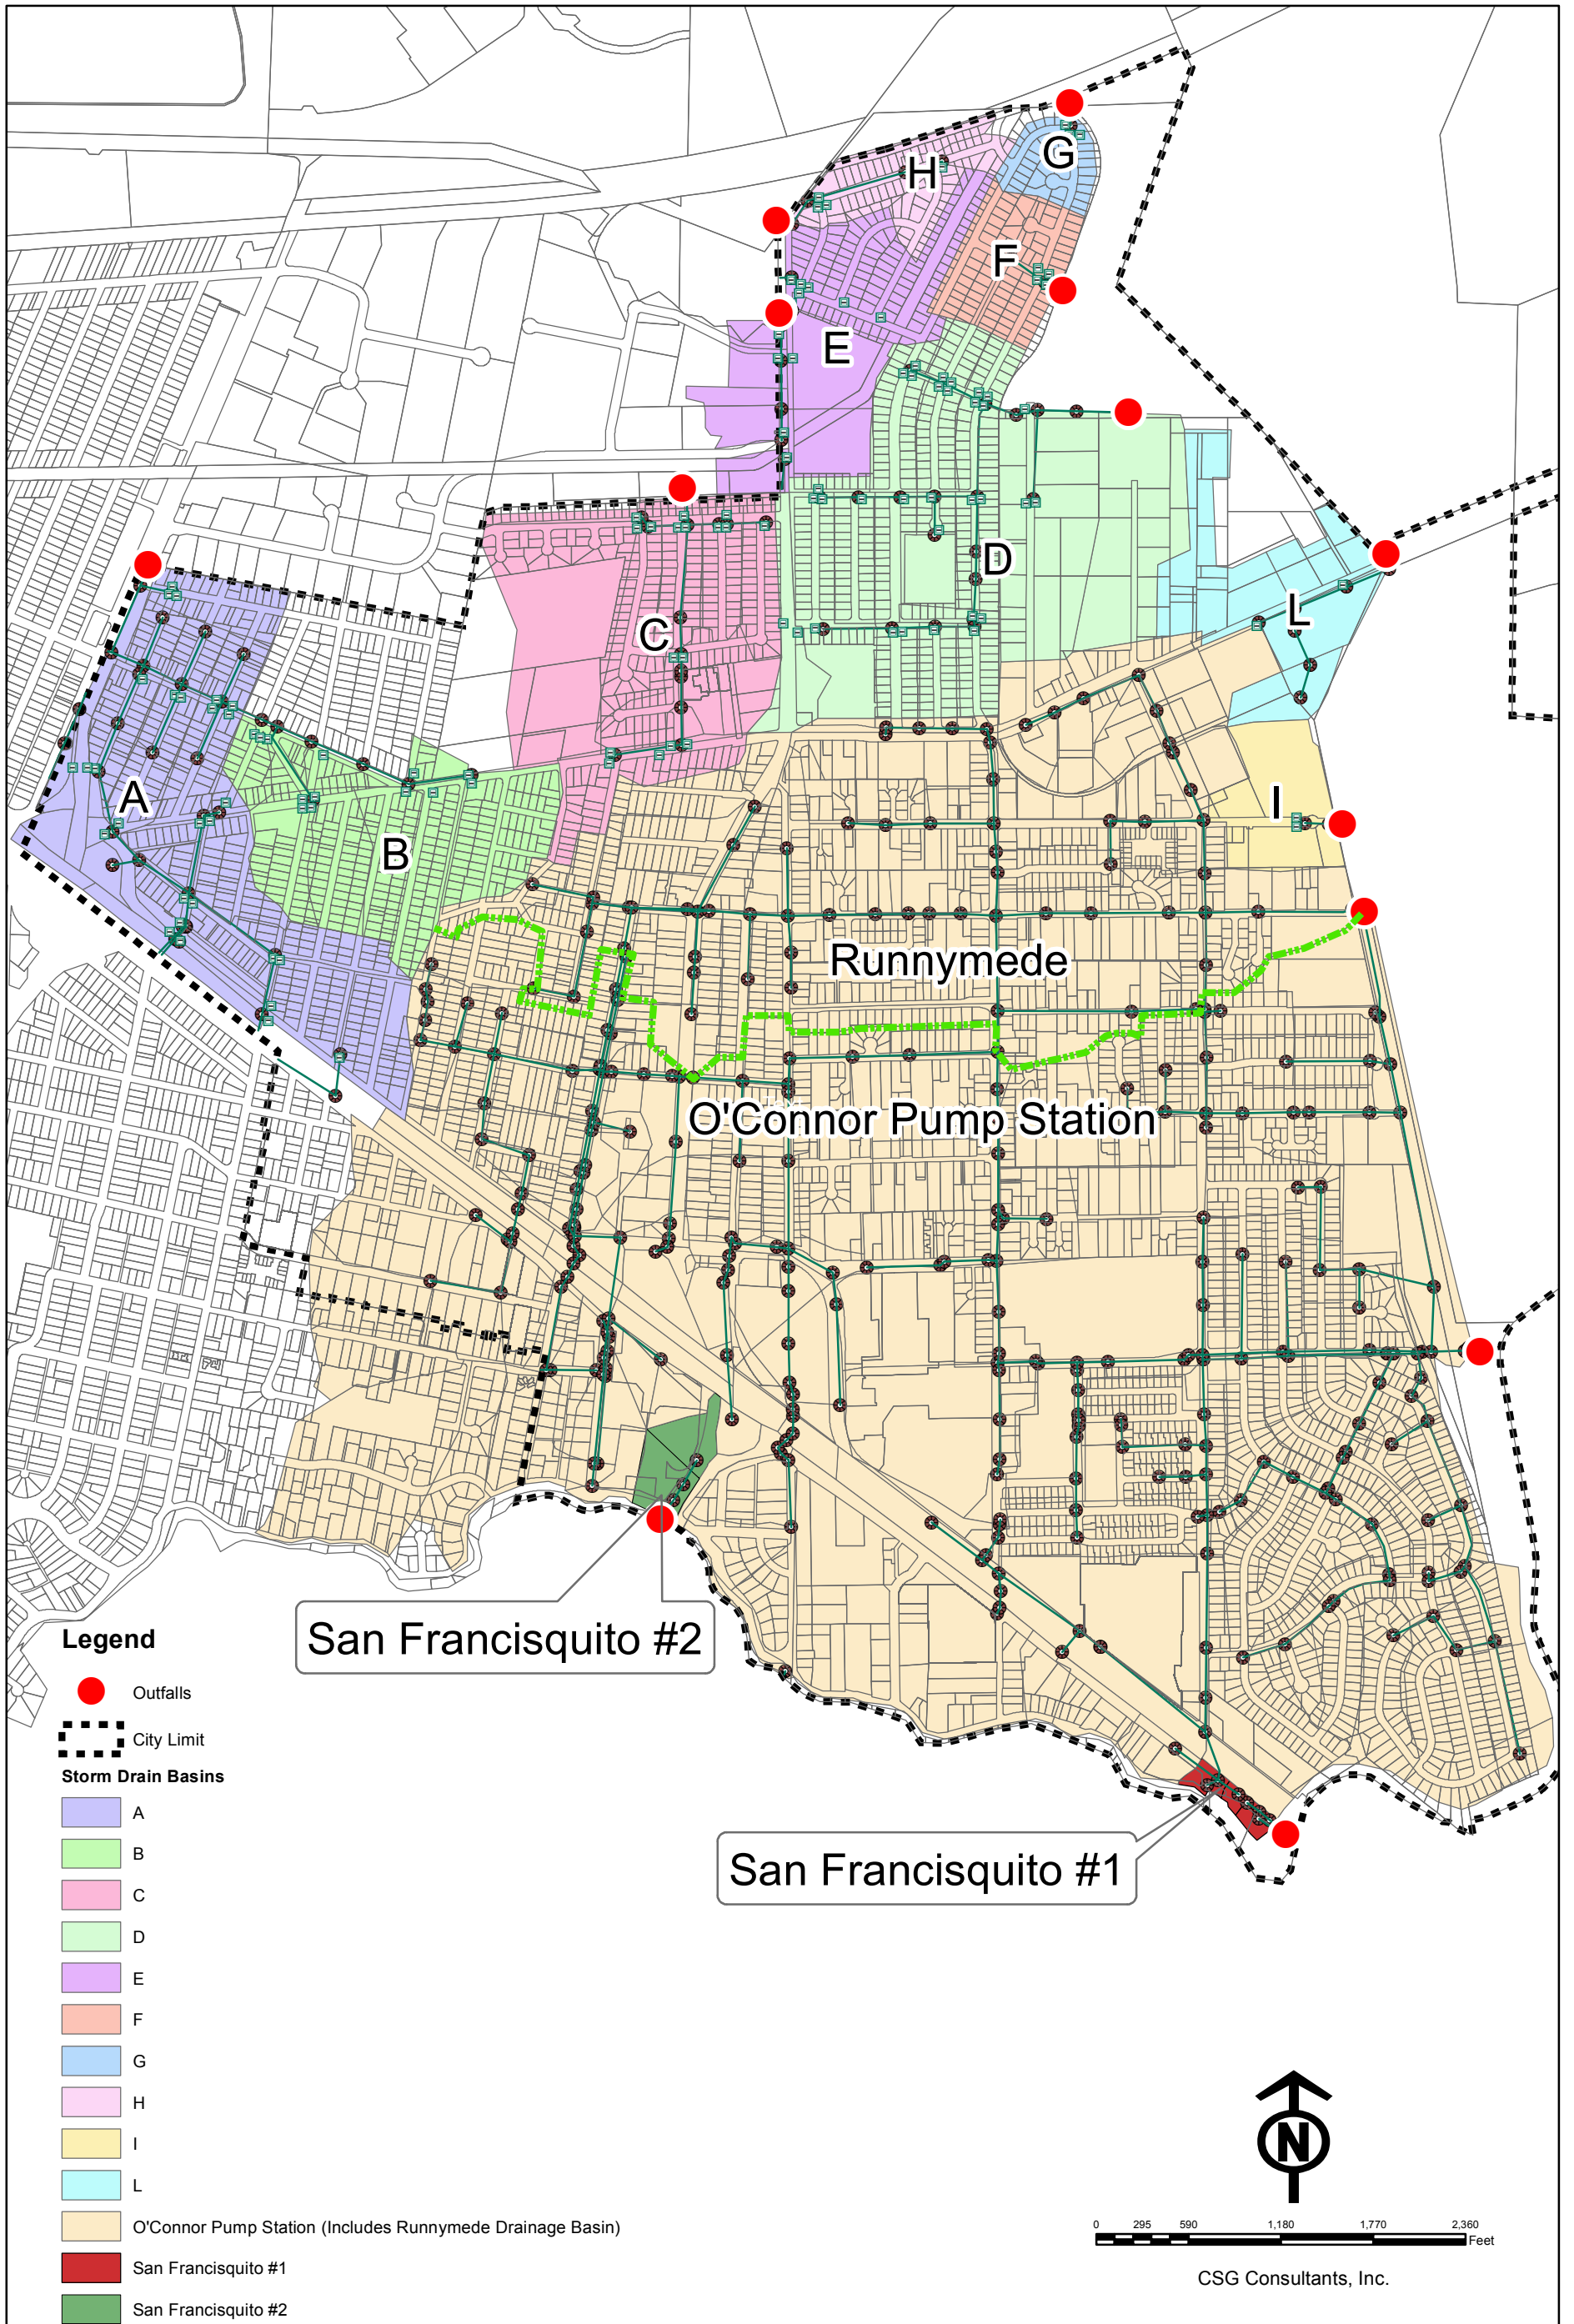 G
H
F
E
D
L
C
A
I
B
Runnymede
O'Connor Pump Station
San Francisquito #2
San Francisquito #1
Legend
Outfalls
City Limit
Storm Drain Basins
A
B
C
D
E
F
G
H
I
L
O'Connor Pump Station (Includes Runnymede Drainage Basin)
San Francisquito #1
San Francisquito #2
N
0 295 590 1,180 1,770 2,360
Feet
CSG Consultants, Inc.